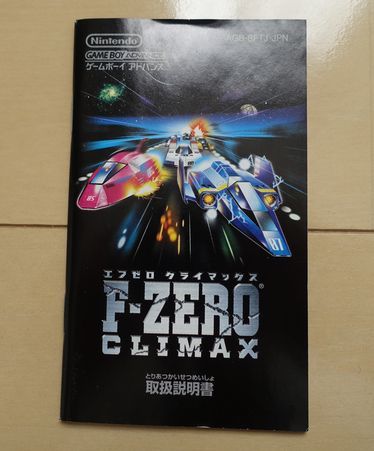 Nintendo
AGB-BFTJ-JPN
GAME BOY ADVANCE
ゲームボーイ アドバンス
05
07
エフゼロ クライマックス
F-ZERO®
CLIMAX
とりあつかいせつめいしょ
取扱説明書